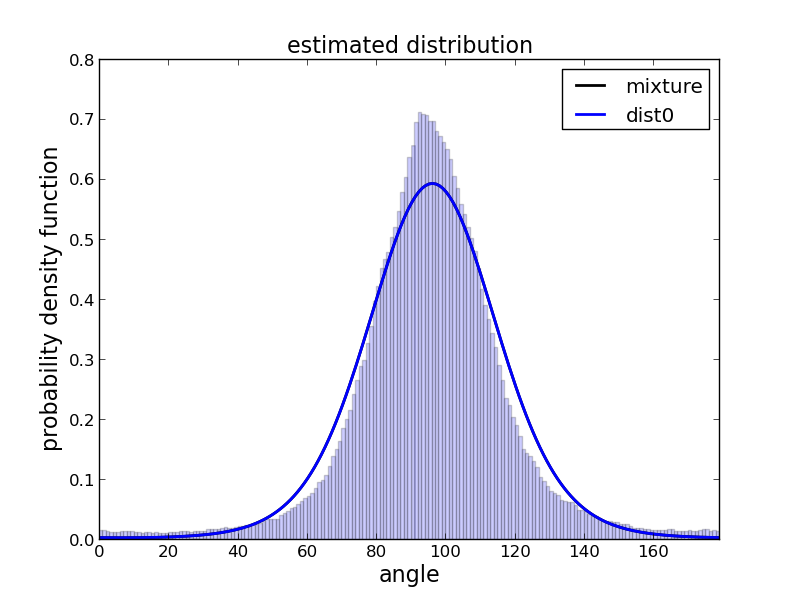 estimated distribution
mixture
dist0
probability density function
0.8
0.7
0.6
0.5
0.4
0.3
0.2
0.1
0.0
0 20 40 60 80 100 120 140 160
angle